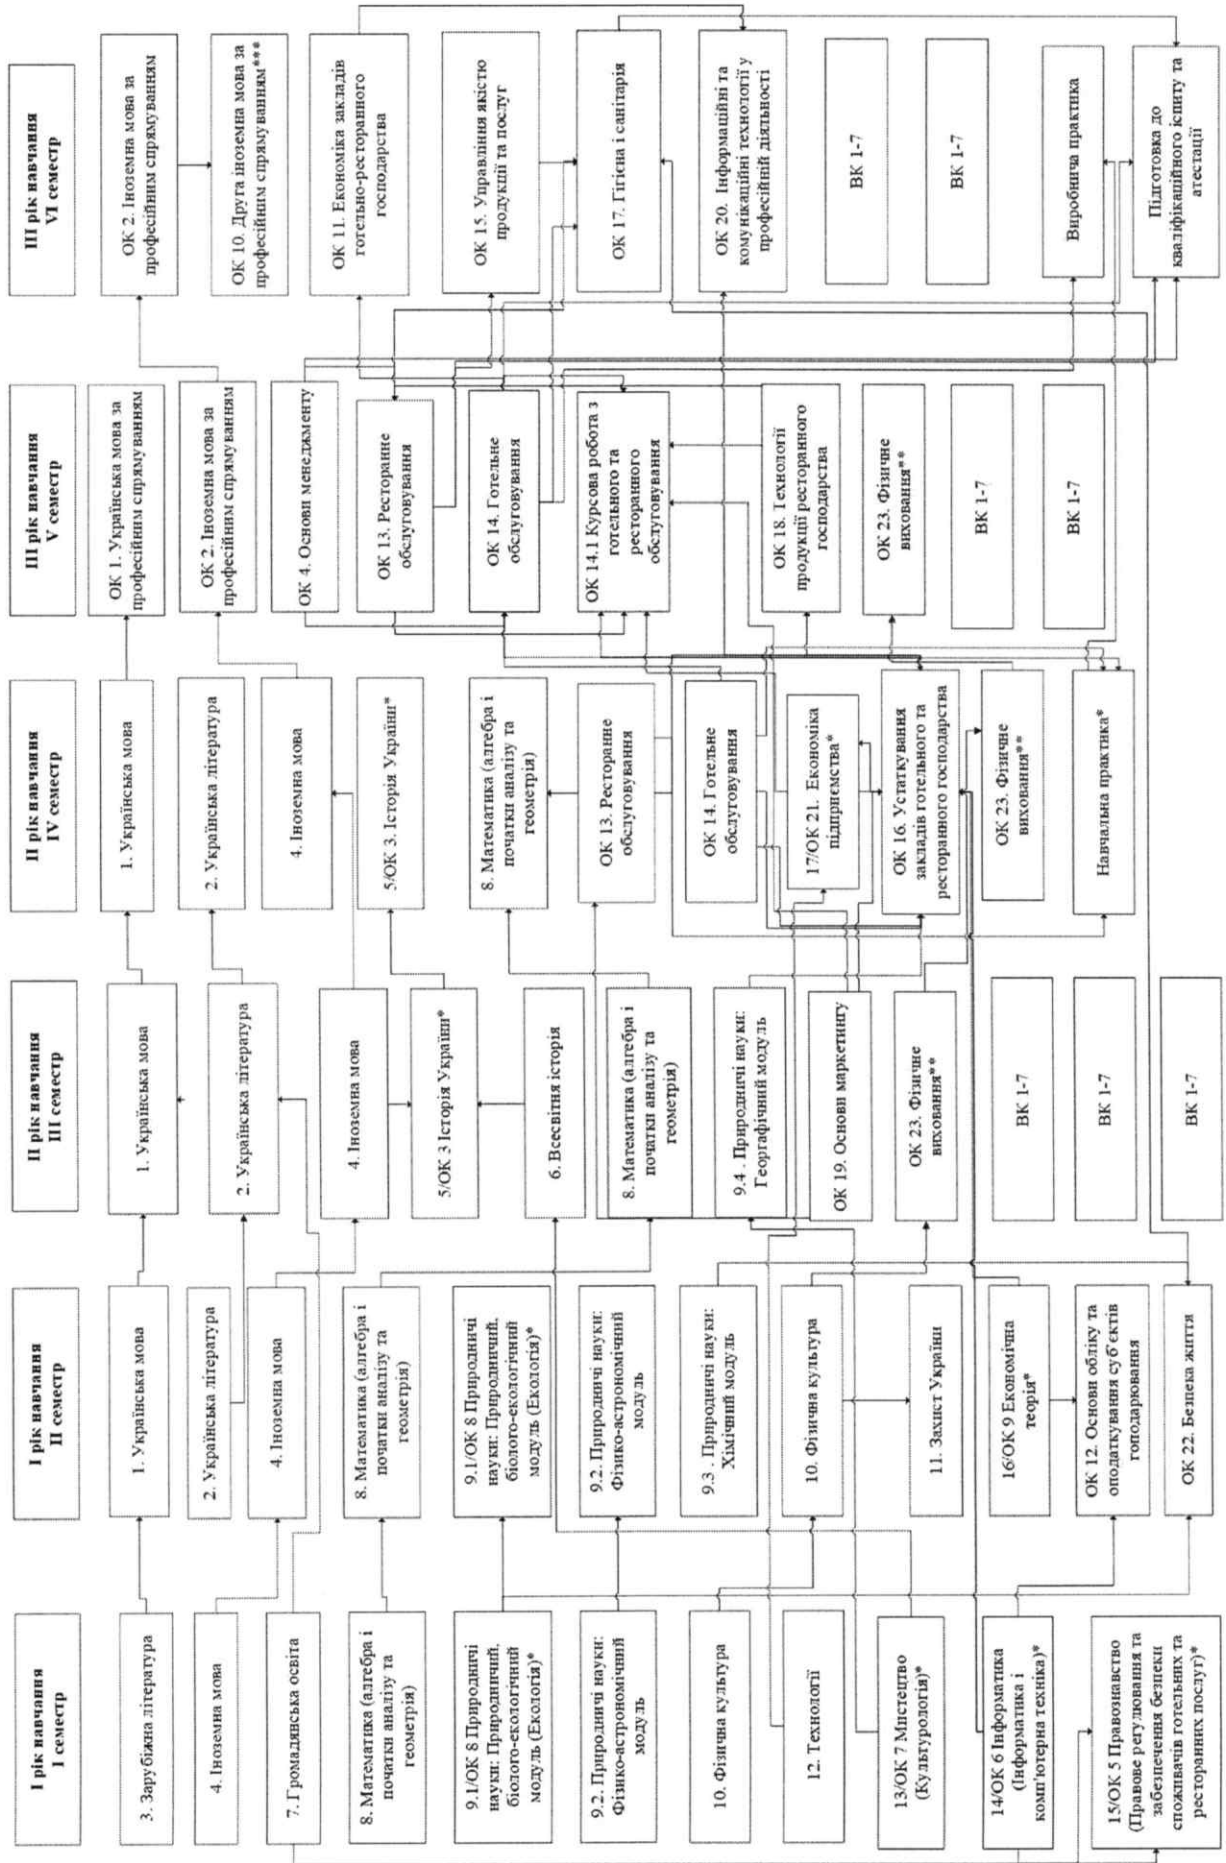 І рік навчання
І семестр
3. Зарубіжна література
4. Іноземна мова
7. Громадянська освіта
8. Математика (алгебра і
початки аналізу та
геометрія)
9.1/ОК 8 Природничі
науки: Природничий,
біолого-екологічний
модуль (Екологія)*
9.2. Природничі науки:
Фізико-астрономічний
модуль
10. Фізична культура
12. Технології
13/ОК 7 Мистецтво
(Культурологія)*
14/ОК 6 Інформатика
(Інформатика і
комп'ютерна техніка)*
15/ОК 5 Правознавство
(Правове регулювання та
забезпечення безпеки
споживачів готельних та
ресторанних послуг)*
І рік навчання
ІІ семестр
1. Українська мова
2. Українська література
4. Іноземна мова
8. Математика (алгебра і
початки аналізу та
геометрія)
9.1/ОК 8 Природничі
науки: Природничий,
біолого-екологічний
модуль (Екологія)*
9.2. Природничі науки:
Фізико-астрономічний
модуль
9.3 . Природничі науки:
Хімічний модуль
10. Фізична культура
11. Захист України
16/ОК 9 Економічна
теорія*
ОК 12. Основи обліку та
оподаткування суб'єктів
гоподарювання
ОК 22. Безпека життя
ІІ рік навчання
ІІІ семестр
1. Українська мова
2. Українська література
4. Іноземна мова
5/ОК 3 Історія України*
6. Всесвітня історія
8. Математика (алгебра і
початки аналізу та
геометрія)
9.4 . Природничі науки:
Георгафічний модуль
ОК 19. Основи маркетингу
ОК 23. Фізичне
виховання**
ВК 1-7
ВК 1-7
ВК 1-7
ІІ рік навчання
IV семестр
1. Українська мова
2. Українська література
4. Іноземна мова
5/ОК 3. Історія України*
8. Математика (алгебра і
початки аналізу та
геометрія)
ОК 13. Ресторанне
обслуговування
ОК 14. Готельне
обслуговування
17/ОК 21. Економіка
підприємства*
ОК 16. Устаткування
закладів готельного та
ресторанного господарства
ОК 23. Фізичне
виховання**
Навчальна практика*
ІІІ рік навчання
V семестр
ОК 1. Українська мова за
професійним спрямуванням
ОК 2. Іноземна мова за
професійним спрямуванням
ОК 4. Основи менеджменту
ОК 13. Ресторанне
обслуговування
ОК 14. Готельне
обслуговування
ОК 14.1 Курсова робота з
готельного та
ресторанного
обслуговування
ОК 18. Технології
продукції ресторанного
господарства
ОК 23. Фізичне
виховання**
ВК 1-7
ВК 1-7
ІІІ рік навчання
VI семестр
ОК 2. Іноземна мова за
професійним спрямуванням
ОК 10. Друга іноземна мова за
професійним спрямуванням***
ОК 11. Економіка закладів
готельно-ресторанного
господарства
ОК 15. Управління якістю
продукції та послуг
ОК 17. Гігієна і санітарія
ОК 20. Інформаційні та
комунікаційні технології у
професійній діяльності
ВК 1-7
ВК 1-7
Виробнича практика
Підготовка до
кваліфікаційного іспиту та
атестації